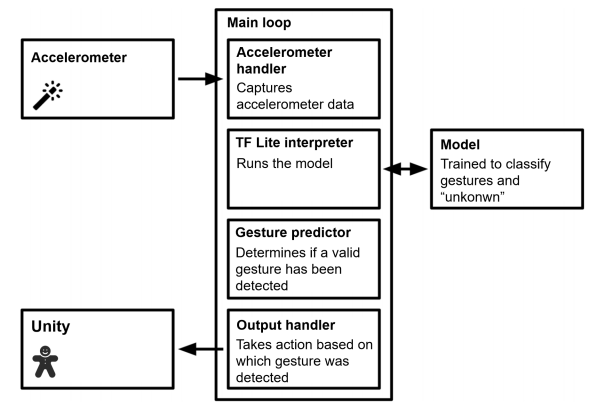 Main loop
Accelerometer
Accelerometer
handler
Captures
accelerometer data
TF Lite interpreter
Runs the model
Model
Trained to classify
gestures and
“unkonwn”
Gesture predictor
Determines if a valid
gesture has been
detected
Unity
Output handler
Takes action based on
which gesture was
detected